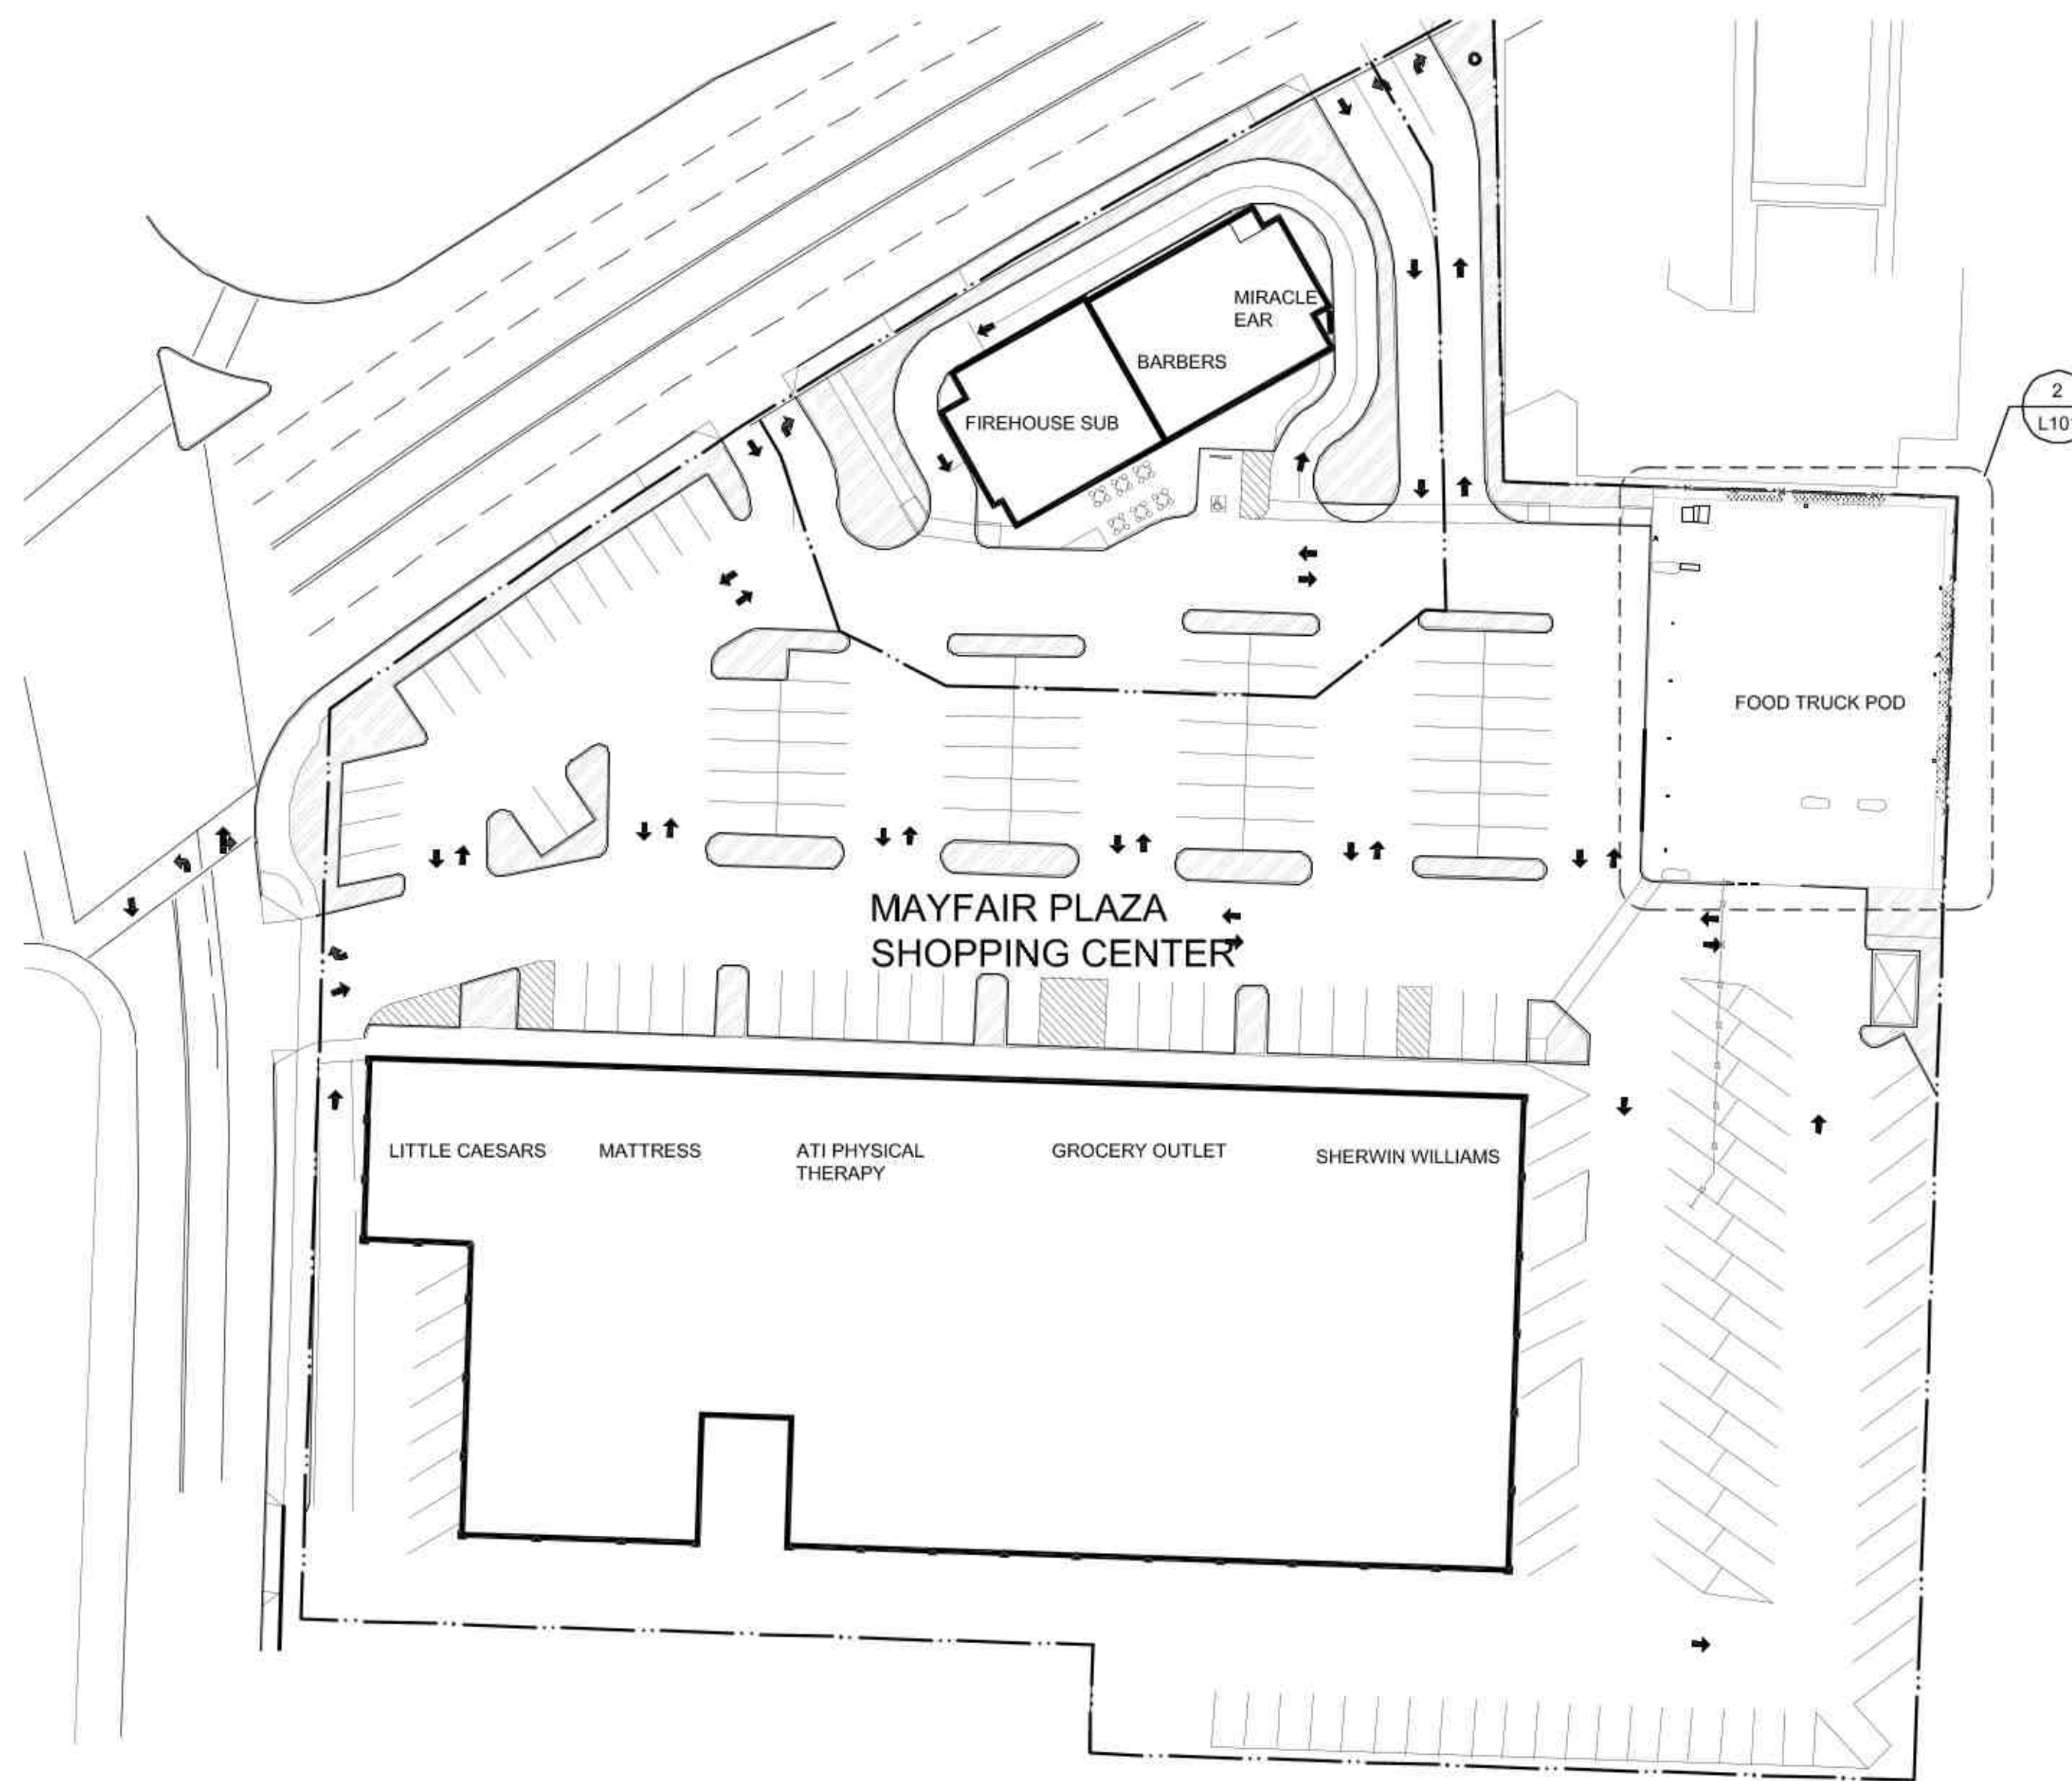 MIRACLE
EAR
BARBERS
FIREHOUSE SUB
2
L10
FOOD TRUCK POD
MAYFAIR PLAZA
SHOPPING CENTER
LITTLE CAESARS
MATTRESS
ATI PHYSICAL
THERAPY
GROCERY OUTLET
SHERWIN WILLIAMS